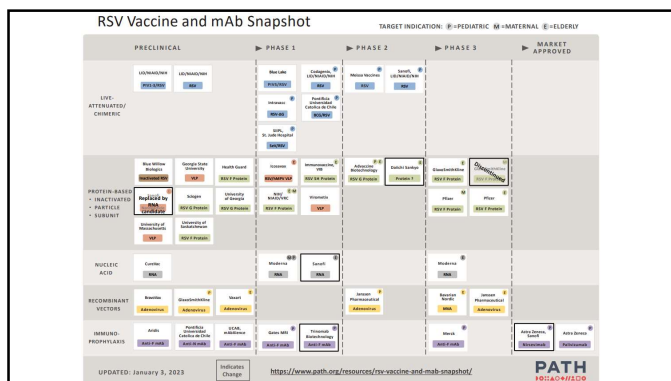 RSV Vaccine and mAb Snapshot
TARGET INDICATION: P =PEDIATRIC M =MATERNAL E =ELDERLY
PRECLINICAL
PHASE 1
PHASE 2
PHASE 3
MARKET APPROVED
LIVE-ATTENUATED/CHIMERIC
LID/NIAID/NIH
PIV1-3/RSV
LID/NIAID/NIH
RSV
Blue Lake
PIV5/RSV
Codagenix, LID/NIAID/NIH
RSV
Intravacc
RSV-ΔG
Pontificia Universidad Catolica de Chile
BCG/RSV
SIIPL, St. Jude Hospital
SeV/RSV
Meissa Vaccines
RSV
Sanofi, LID/NIAID/NIH
RSV
PROTEIN-BASED
• INACTIVATED
• PARTICLE
• SUBUNIT
Blue Willow Biologics
Inactivated RSV
Georgia State University
VLP
Health Guard
RSV F Protein
Replaced by RNA candidate
Sciogen
RSV G Protein
University of Georgia
RSV G Protein
University of Massachusetts
VLP
University of Saskatchewan
RSV F Protein
Icosavax
RSV/hMPV VLP
Immunovaccine, VIB
RSV SH Protein
NIH/NIAID/VRC
RSV F Protein
Virometix
VLP
Advaccine Biotechnology
RSV G Protein
Daiichi Sankyo
Protein ?
GlaxoSmithKline
RSV F Protein
Discontinued
Pfizer
RSV F Protein
Pfizer
RSV F Protein
NUCLEIC ACID
CureVac
RNA
Moderna
RNA
Sanofi
RNA
Moderna
RNA
RECOMBINANT VECTORS
BravoVax
Adenovirus
GlaxoSmithKline
Adenovirus
Vaxart
Adenovirus
Janssen Pharmaceutical
Adenovirus
Bavarian Nordic
MVA
Janssen Pharmaceutical
Adenovirus
IMMUNO-PROPHYLAXIS
Aridis
Anti-F mAb
Pontificia Universidad Catolica de Chile
Anti-N mAb
UCAB, mAbXience
Anti-F mAb
Gates MRI
Anti-F mAb
Trinomab Biotechnology
Anti-F mAb
Merck
Anti-F mAb
Astra Zeneca, Sanofi
Nirsevimab
Astra Zeneca
Palivizumab
UPDATED: January 3, 2023
Indicates Change
https://www.path.org/resources/rsv-vaccine-and-mab-snapshot/
PATH